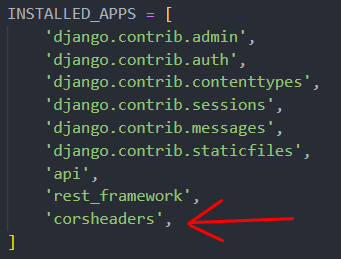 INSTALLED_APPS = [
    'django.contrib.admin',
    'django.contrib.auth',
    'django.contrib.contenttypes',
    'django.contrib.sessions',
    'django.contrib.messages',
    'django.contrib.staticfiles',
    'api',
    'rest_framework',
    'corsheaders',
]